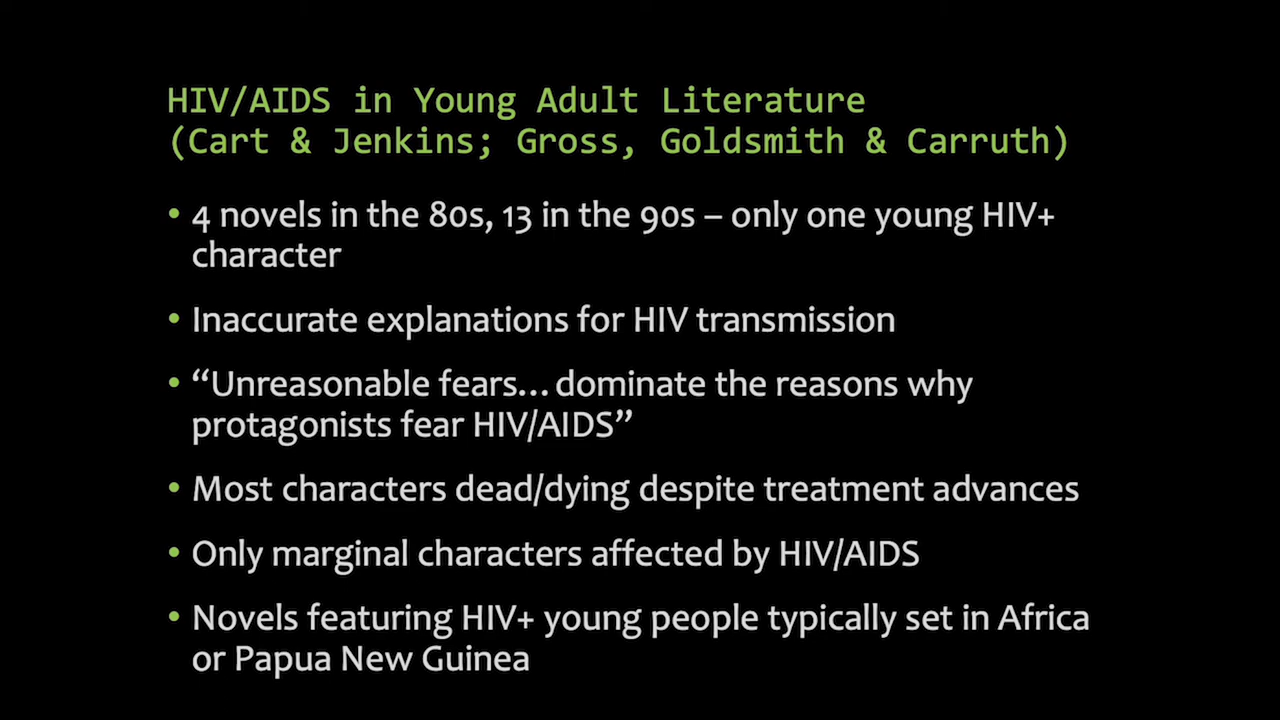 HIV/AIDS in Young Adult Literature
(Cart & Jenkins; Gross, Goldsmith & Carruth)
• 4 novels in the 80s, 13 in the 90s – only one young HIV+
character
• Inaccurate explanations for HIV transmission
• “Unreasonable fears…dominate the reasons why
protagonists fear HIV/AIDS”
• Most characters dead/dying despite treatment advances
• Only marginal characters affected by HIV/AIDS
• Novels featuring HIV+ young people typically set in Africa
or Papua New Guinea